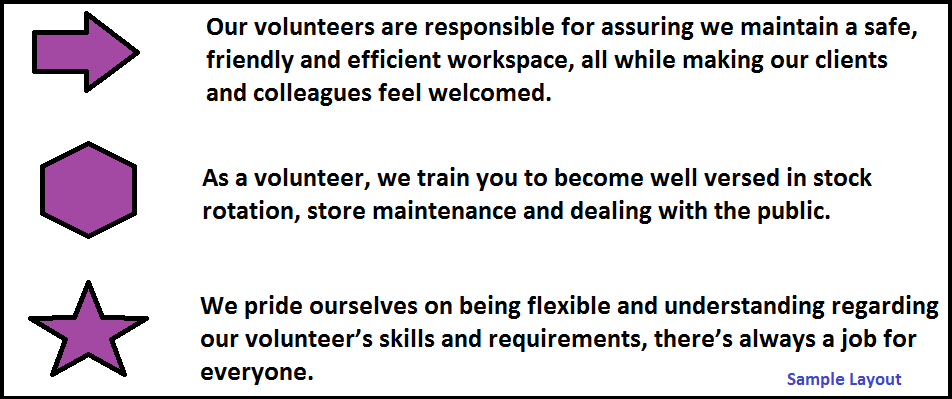 Our volunteers are responsible for assuring we maintain a safe,
friendly and efficient workspace, all while making our clients
and colleagues feel welcomed.
As a volunteer, we train you to become well versed in stock
rotation, store maintenance and dealing with the public.
We pride ourselves on being flexible and understanding regarding
our volunteer’s skills and requirements, there’s always a job for
everyone.
Sample Layout